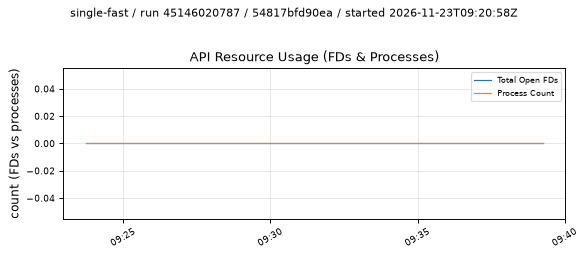 single-fast / run 45146020787 / 54817bfd90ea / started 2026-11-23T09:20:58Z
API Resource Usage (FDs & Processes)
Total Open FDs
Process Count
count (FDs vs processes)
0.04
0.02
0.00
−0.02
−0.04
09:25
09:30
09:35
09:40